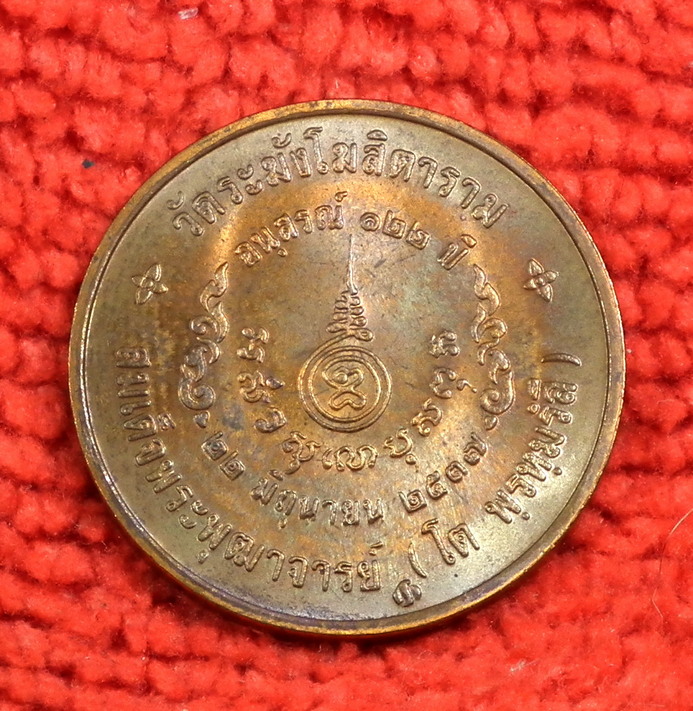 วัดระฆังโฆสิตาราม
อนุสรณ์ ๑๒๒ ปี
๒๒ มิถุนายน ๒๕๓๗
สมเด็จพระพุฒาจารย์ (โต พฺรหฺมรํสี)